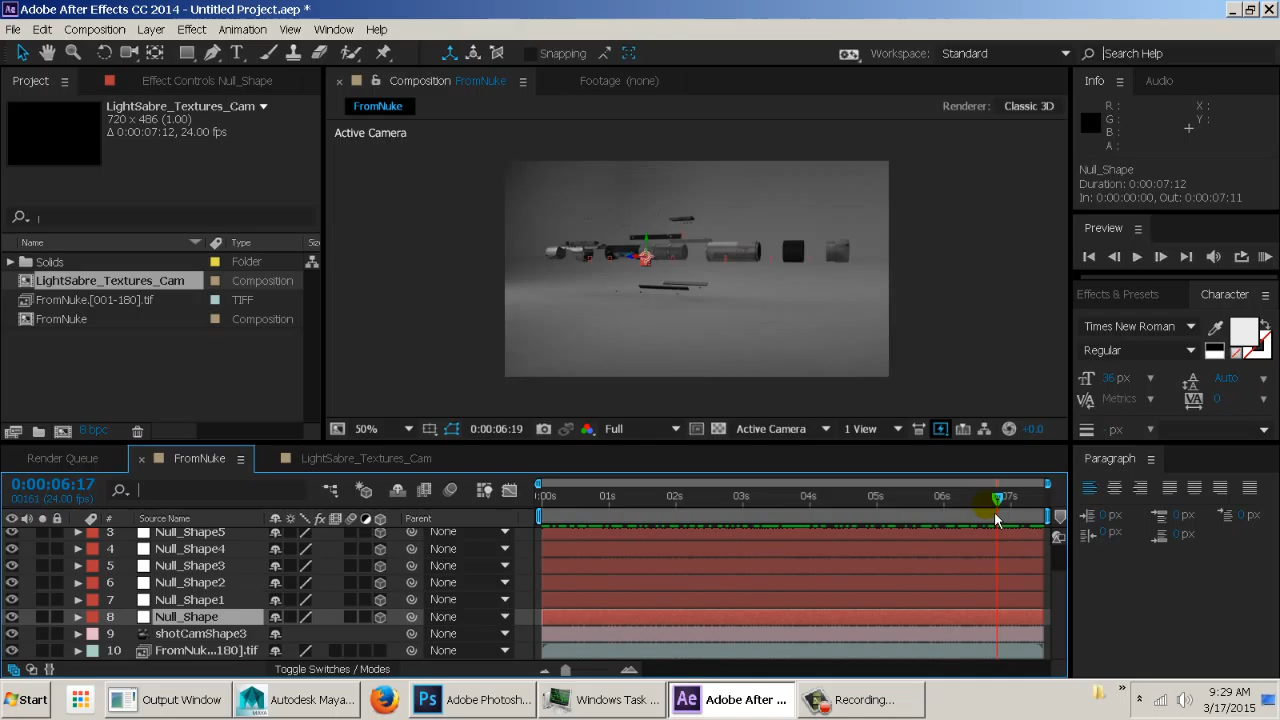 Adobe After Effects CC 2014 - Untitled Project.aep *
File Edit Composition Layer Effect Animation View Window Help
Snapping Workspace: Standard Search Help
Project Effect Controls Null_Shape Composition FromNuke Footage (none) Info Audio
LightSabre_Textures_Cam
720 x 486 (1.00)
Δ 0:00:07:12, 24.00 fps
FromNuke Renderer: Classic 3D
Active Camera
R: X:
G: Y:
B:
A:
Null_Shape
Duration: 0:00:07:12
In: 0:00:00:00, Out: 0:00:07:11
Preview
Name Type Size
Solids Folder
LightSabre_Textures_Cam Composition
FromNuke.[001-180].tif TIFF
FromNuke Composition
Effects & Presets Character
Times New Roman
Regular
36 px Auto
Metrics 0
- px
8 bpc
50% 0:00:06:19 Full Active Camera 1 View +0.0
Render Queue FromNuke LightSabre_Textures_Cam
Paragraph
0:00:06:17
00161 (24.00 fps)
:00s 01s 02s 03s 04s 05s 06s 07s
# Source Name Parent
0 px 0 px 0 px
0 px 0 px
3 Null_Shape5 None
4 Null_Shape4 None
5 Null_Shape3 None
6 Null_Shape2 None
7 Null_Shape1 None
8 Null_Shape None
9 shotCamShape3 None
10 FromNuk...180].tif None
Toggle Switches / Modes
Start Output Window Autodesk Maya... Adobe Photosh... Windows Task ... Adobe After ... Recording...
9:29 AM
3/17/2015